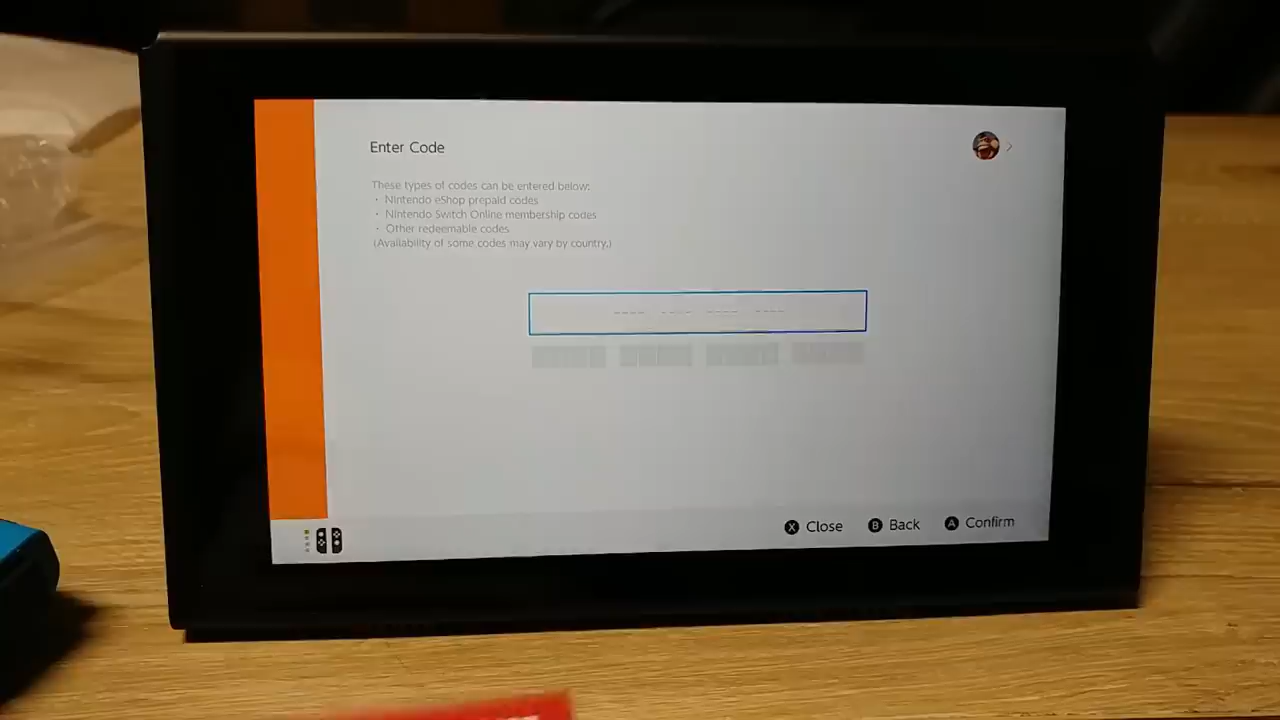 Enter Code
These types of codes can be entered below:
・ Nintendo eShop prepaid codes
・ Nintendo Switch Online membership codes
・ Other redeemable codes
(Availability of some codes may vary by country.)
X Close B Back A Confirm